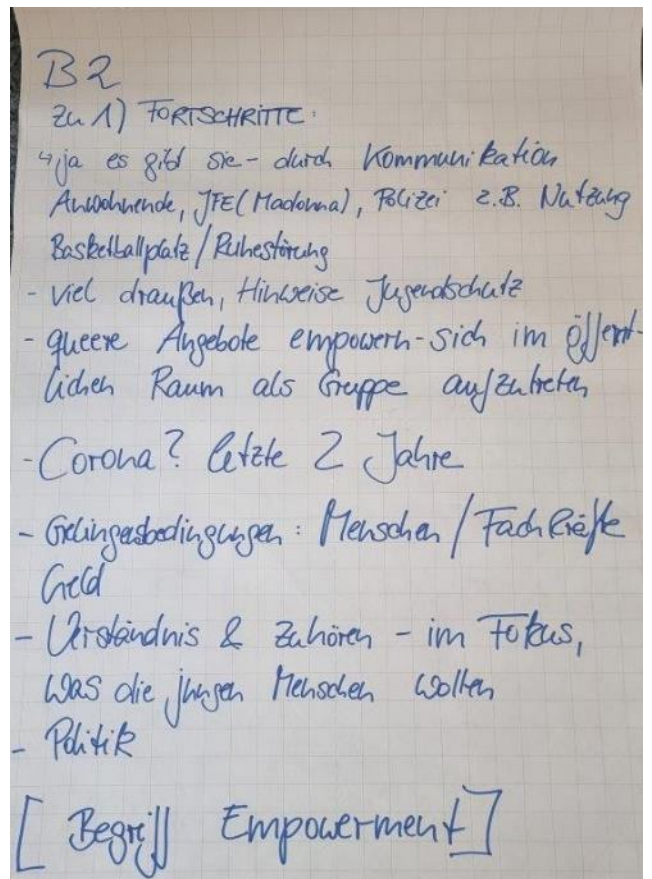 B2
Zu 1) FORTSCHRITTE:
↳ ja es gibt sie - durch Kommunikation
Anwohnende, JFE (Madonna), Polizei z.B. Nutzung
Basketballplatz / Ruhestörung
- viel draußen, Hinweise Jugendschutz
- queere Angebote empowern - sich im öffent-
lichen Raum als Gruppe aufzutreten
- Corona? letzte 2 Jahre
- Gelingensbedingungen: Menschen / Fachkräfte
Geld
- Verständnis & Zuhören - im Fokus,
was die jungen Menschen wollen
- Politik
[ Begriff Empowerment ]